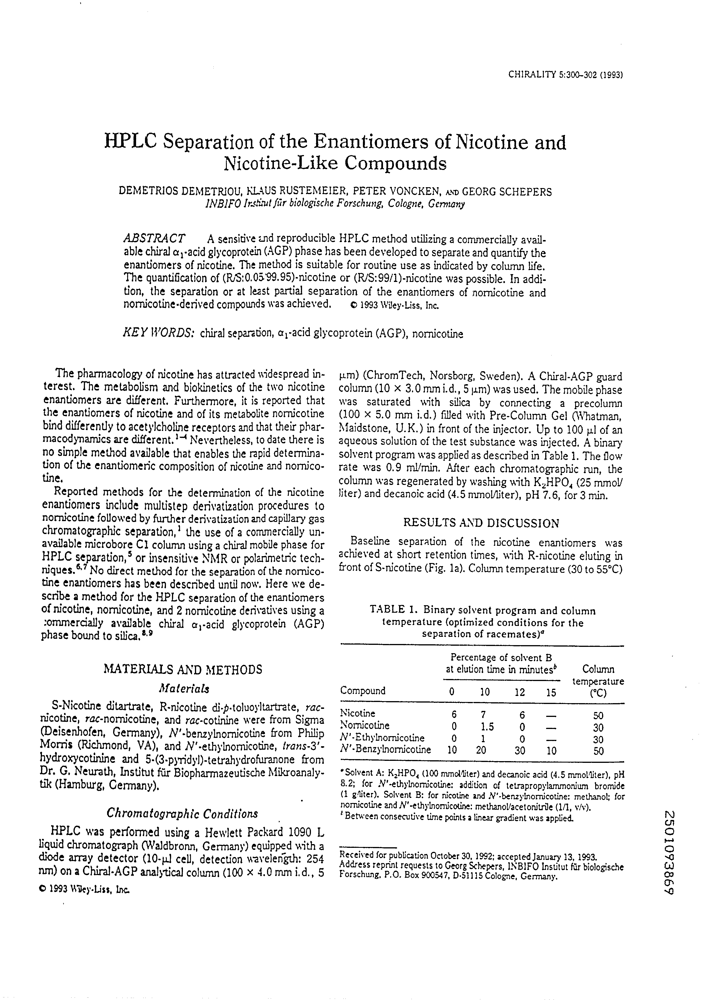 CHIRALITY 5:300-302 (1993)
HPLC Separation of the Enantiomers of Nicotine and
Nicotine-Like Compounds
DEMETRIOS DEMETRIOU, KLAUS RUSTEMEIER, PETER VONCKEN, AND GEORG SCHEPERS
INBIFO Institut für biologische Forschung, Cologne, Germany
ABSTRACT A sensitive and reproducible HPLC method utilizing a commercially avail-
able chiral α₁-acid glycoprotein (AGP) phase has been developed to separate and quantify the
enantiomers of nicotine. The method is suitable for routine use as indicated by column life.
The quantification of (R/S:0.05/99.95)-nicotine or (R/S:99/1)-nicotine was possible. In addi-
tion, the separation or at least partial separation of the enantiomers of nornicotine and
nornicotine-derived compounds was achieved. © 1993 Wiley-Liss, Inc.
KEY WORDS: chiral separation, α₁-acid glycoprotein (AGP), nornicotine
The pharmacology of nicotine has attracted widespread in-
terest. The metabolism and biokinetics of the two nicotine
enantiomers are different. Furthermore, it is reported that
the enantiomers of nicotine and of its metabolite nornicotine
bind differently to acetylcholine receptors and that their phar-
macodynamics are different.¹⁻⁴ Nevertheless, to date there is
no simple method available that enables the rapid determina-
tion of the enantiomeric composition of nicotine and nornico-
tine.
Reported methods for the determination of the nicotine
enantiomers include multistep derivatization procedures to
nornicotine followed by further derivatization and capillary gas
chromatographic separation,¹ the use of a commercially un-
available microbore C1 column using a chiral mobile phase for
HPLC separation,⁵ or insensitive NMR or polarimetric tech-
niques.⁶,⁷ No direct method for the separation of the nornico-
tine enantiomers has been described until now. Here we de-
scribe a method for the HPLC separation of the enantiomers
of nicotine, nornicotine, and 2 nornicotine derivatives using a
commercially available chiral α₁-acid glycoprotein (AGP)
phase bound to silica.⁸,⁹
MATERIALS AND METHODS
Materials
S-Nicotine ditartrate, R-nicotine di-p-toluoyltartrate, rac-
nicotine, rac-nornicotine, and rac-cotinine were from Sigma
(Deisenhofen, Germany), N'-benzylnornicotine from Philip
Morris (Richmond, VA), and N'-ethylnornicotine, trans-3'-
hydroxycotinine and 5-(3-pyridyl)-tetrahydrofuranone from
Dr. G. Neurath, Institut für Biopharmazeutische Mikroanaly-
tik (Hamburg, Germany).
Chromatographic Conditions
HPLC was performed using a Hewlett Packard 1090 L
liquid chromatograph (Waldbronn, Germany) equipped with a
diode array detector (10-μl cell, detection wavelength: 254
nm) on a Chiral-AGP analytical column (100 × 4.0 mm i.d., 5
© 1993 Wiley-Liss, Inc.
μm) (ChromTech, Norsborg, Sweden). A Chiral-AGP guard
column (10 × 3.0 mm i.d., 5 μm) was used. The mobile phase
was saturated with silica by connecting a precolumn
(100 × 5.0 mm i.d.) filled with Pre-Column Gel (Whatman,
Maidstone, U.K.) in front of the injector. Up to 100 μl of an
aqueous solution of the test substance was injected. A binary
solvent program was applied as described in Table 1. The flow
rate was 0.9 ml/min. After each chromatographic run, the
column was regenerated by washing with K₂HPO₄ (25 mmol/
liter) and decanoic acid (4.5 mmol/liter), pH 7.6, for 3 min.
RESULTS AND DISCUSSION
Baseline separation of the nicotine enantiomers was
achieved at short retention times, with R-nicotine eluting in
front of S-nicotine (Fig. 1a). Column temperature (30 to 55°C)
TABLE 1. Binary solvent program and column
temperature (optimized conditions for the
separation of racemates)ᵃ
Percentage of solvent B
at elution time in minutesᵇ Column
temperature
Compound 0 10 12 15 (°C)
Nicotine 6 7 6 — 50
Nornicotine 0 1.5 0 — 30
N'-Ethylnornicotine 0 1 0 — 30
N'-Benzylnornicotine 10 20 30 10 50
ᵃSolvent A: K₂HPO₄ (100 mmol/liter) and decanoic acid (4.5 mmol/liter), pH
8.2; for N'-ethylnornicotine: addition of tetrapropylammonium bromide
(1 g/liter). Solvent B: for nicotine and N'-benzylnornicotine: methanol; for
nornicotine and N'-ethylnornicotine: methanol/acetonitrile (1/1, v/v).
ᵇBetween consecutive time points a linear gradient was applied.
Received for publication October 30, 1992; accepted January 13, 1993.
Address reprint requests to Georg Schepers, INBIFO Institut für biologische
Forschung, P.O. Box 900547, D-51115 Cologne, Germany.
2501093869